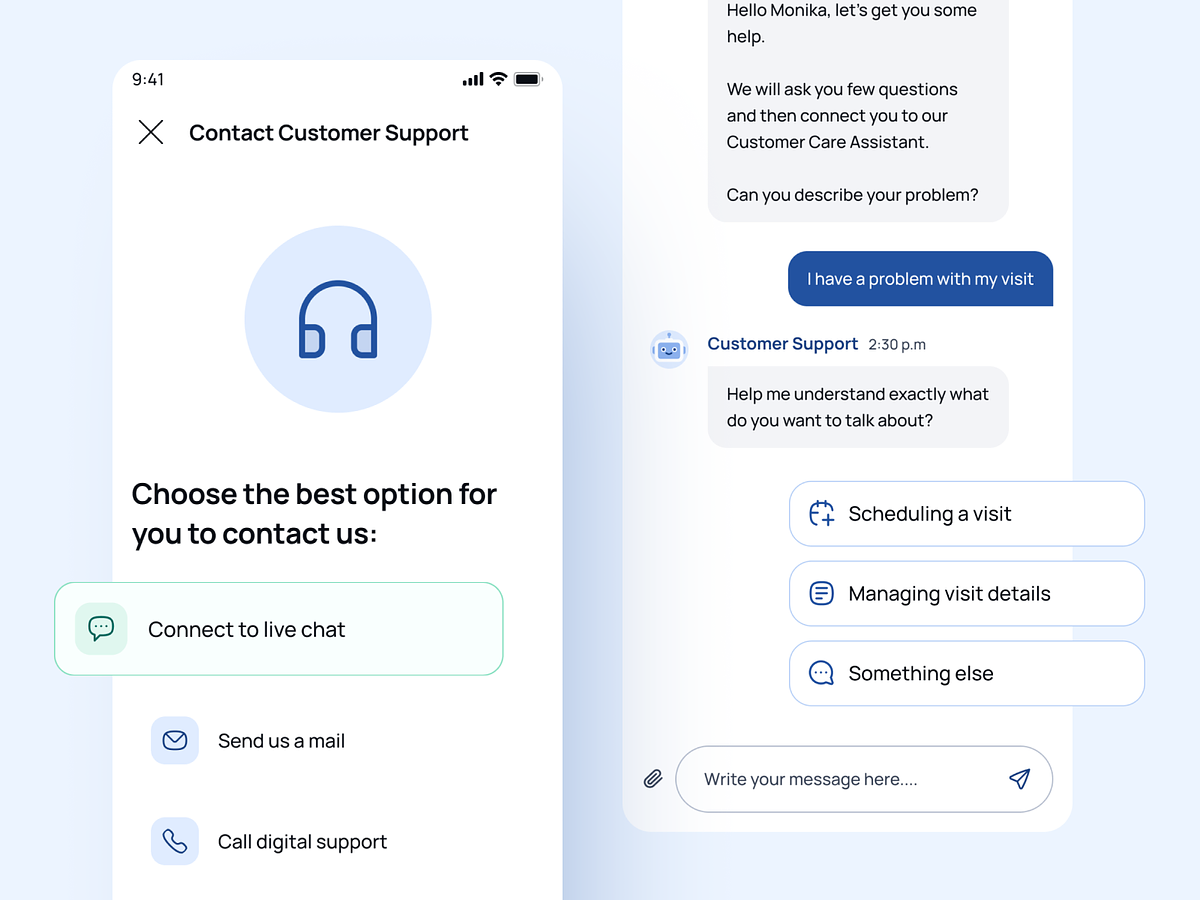 9:41
Contact Customer Support
Choose the best option for
you to contact us:
Connect to live chat
Send us a mail
Call digital support
Hello Monika, let's get you some
help.
We will ask you few questions
and then connect you to our
Customer Care Assistant.
Can you describe your problem?
I have a problem with my visit
Customer Support 2:30 p.m
Help me understand exactly what
do you want to talk about?
Scheduling a visit
Managing visit details
Something else
Write your message here....